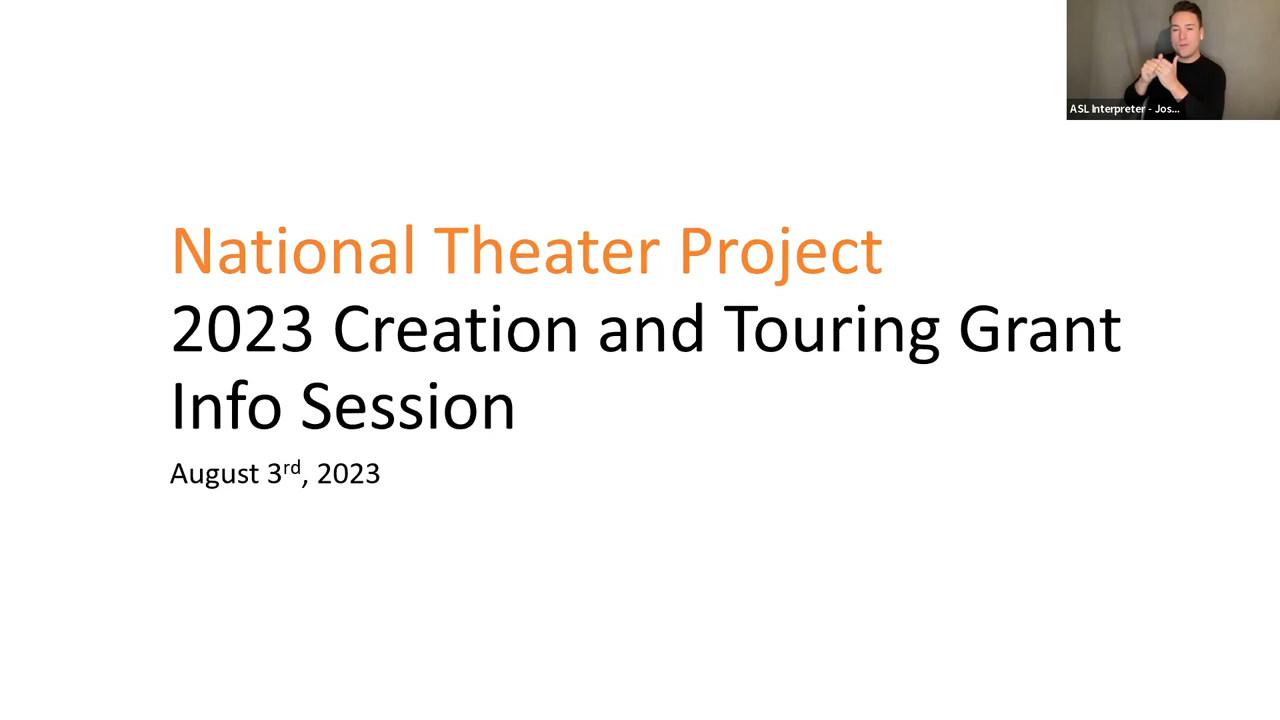 ASL Interpreter - Jos...
National Theater Project
2023 Creation and Touring Grant
Info Session
August 3rd, 2023